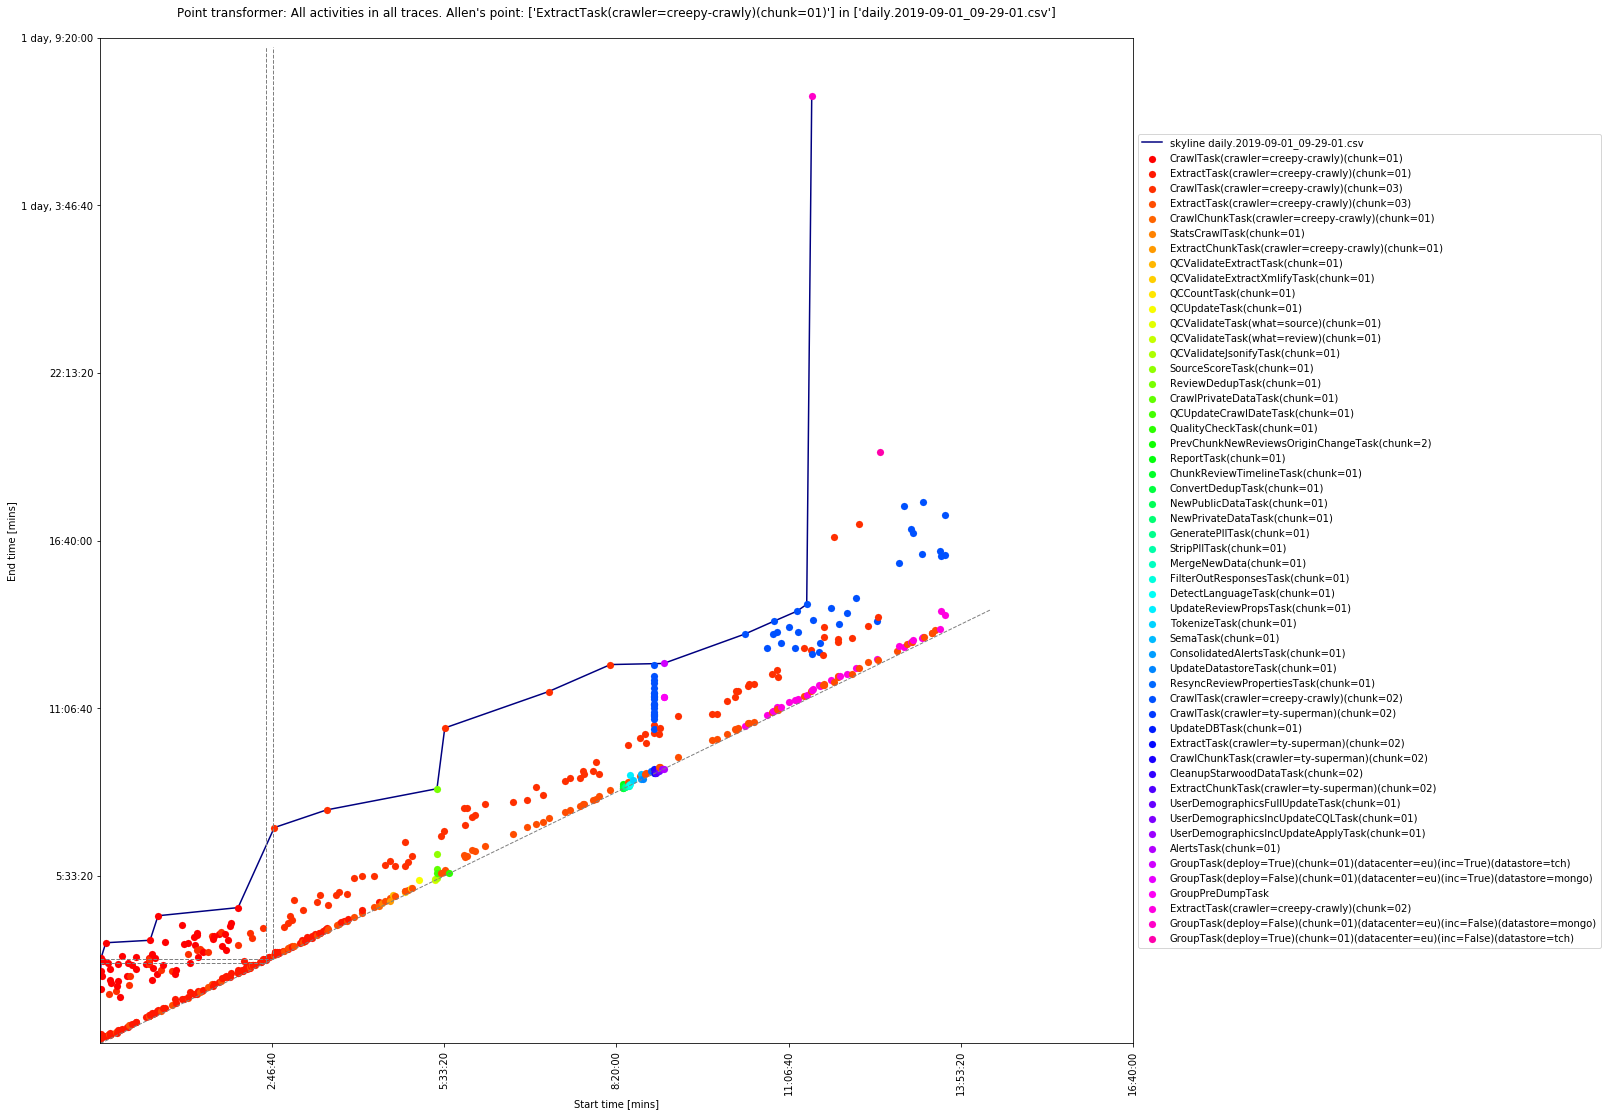 Point transformer: All activities in all traces. Allen's point: ['ExtractTask(crawler=creepy-crawly)(chunk=01)'] in ['daily.2019-09-01_09-29-01.csv']
1 day, 9:20:00
1 day, 3:46:40
22:13:20
16:40:00
11:06:40
5:33:20
End time [mins]
2:46:40
5:33:20
8:20:00
11:06:40
13:53:20
16:40:00
Start time [mins]
skyline daily.2019-09-01_09-29-01.csv
CrawlTask(crawler=creepy-crawly)(chunk=01)
ExtractTask(crawler=creepy-crawly)(chunk=01)
CrawlTask(crawler=creepy-crawly)(chunk=03)
ExtractTask(crawler=creepy-crawly)(chunk=03)
CrawlChunkTask(crawler=creepy-crawly)(chunk=01)
StatsCrawlTask(chunk=01)
ExtractChunkTask(crawler=creepy-crawly)(chunk=01)
QCValidateExtractTask(chunk=01)
QCValidateExtractXmlifyTask(chunk=01)
QCCountTask(chunk=01)
QCUpdateTask(chunk=01)
QCValidateTask(what=source)(chunk=01)
QCValidateTask(what=review)(chunk=01)
QCValidateJsonifyTask(chunk=01)
SourceScoreTask(chunk=01)
ReviewDedupTask(chunk=01)
CrawlPrivateDataTask(chunk=01)
QCUpdateCrawlDateTask(chunk=01)
QualityCheckTask(chunk=01)
PrevChunkNewReviewsOriginChangeTask(chunk=2)
ReportTask(chunk=01)
ChunkReviewTimelineTask(chunk=01)
ConvertDedupTask(chunk=01)
NewPublicDataTask(chunk=01)
NewPrivateDataTask(chunk=01)
GeneratePIITask(chunk=01)
StripPIITask(chunk=01)
MergeNewData(chunk=01)
FilterOutResponsesTask(chunk=01)
DetectLanguageTask(chunk=01)
UpdateReviewPropsTask(chunk=01)
TokenizeTask(chunk=01)
SemaTask(chunk=01)
ConsolidatedAlertsTask(chunk=01)
UpdateDatastoreTask(chunk=01)
ResyncReviewPropertiesTask(chunk=01)
CrawlTask(crawler=creepy-crawly)(chunk=02)
CrawlTask(crawler=ty-superman)(chunk=02)
UpdateDBTask(chunk=01)
ExtractTask(crawler=ty-superman)(chunk=02)
CrawlChunkTask(crawler=ty-superman)(chunk=02)
CleanupStarwoodDataTask(chunk=02)
ExtractChunkTask(crawler=ty-superman)(chunk=02)
UserDemographicsFullUpdateTask(chunk=01)
UserDemographicsIncUpdateCQLTask(chunk=01)
UserDemographicsIncUpdateApplyTask(chunk=01)
AlertsTask(chunk=01)
GroupTask(deploy=True)(chunk=01)(datacenter=eu)(inc=True)(datastore=tch)
GroupTask(deploy=False)(chunk=01)(datacenter=eu)(inc=True)(datastore=mongo)
GroupPreDumpTask
ExtractTask(crawler=creepy-crawly)(chunk=02)
GroupTask(deploy=False)(chunk=01)(datacenter=eu)(inc=False)(datastore=mongo)
GroupTask(deploy=True)(chunk=01)(datacenter=eu)(inc=False)(datastore=tch)